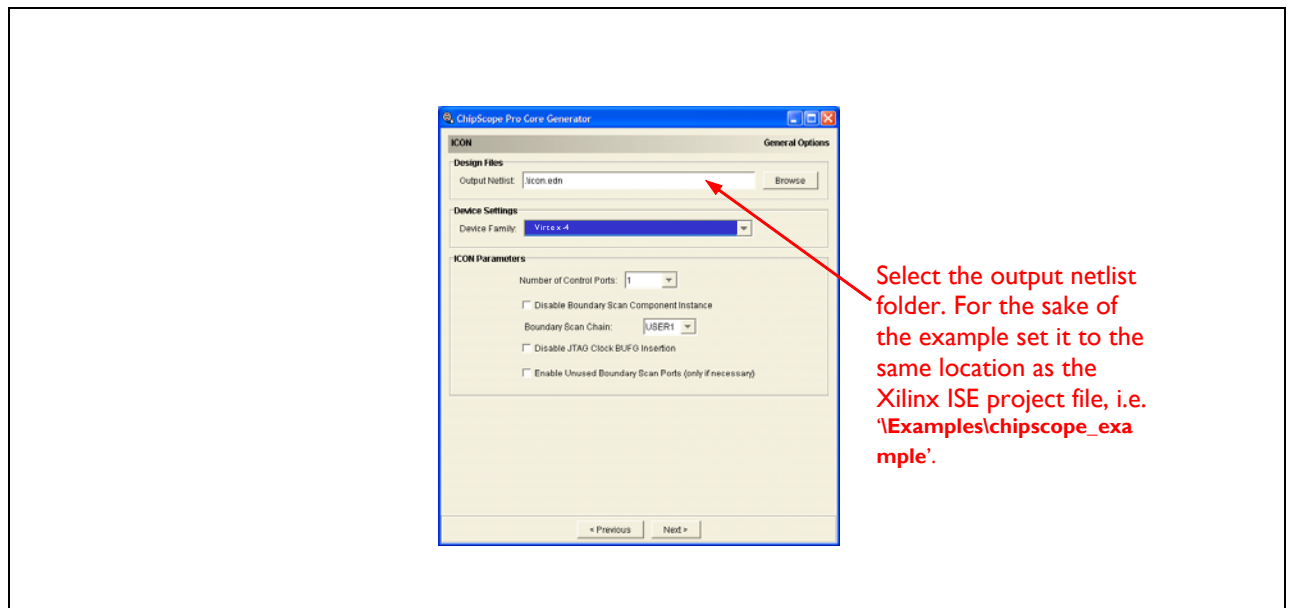 ChipScope Pro Core Generator
ICON General Options
Design Files
Output Netlist: .\icon.edn Browse
Device Settings
Device Family: Virtex-4
ICON Parameters
Number of Control Ports: 1
Disable Boundary Scan Component Instance
Boundary Scan Chain: USER1
Disable JTAG Clock BUFG Insertion
Enable Unused Boundary Scan Ports (only if necessary)
< Previous Next >
Select the output netlist
folder. For the sake of
the example set it to the
same location as the
Xilinx ISE project file, i.e.
‘\Examples\chipscope_exa
mple’.